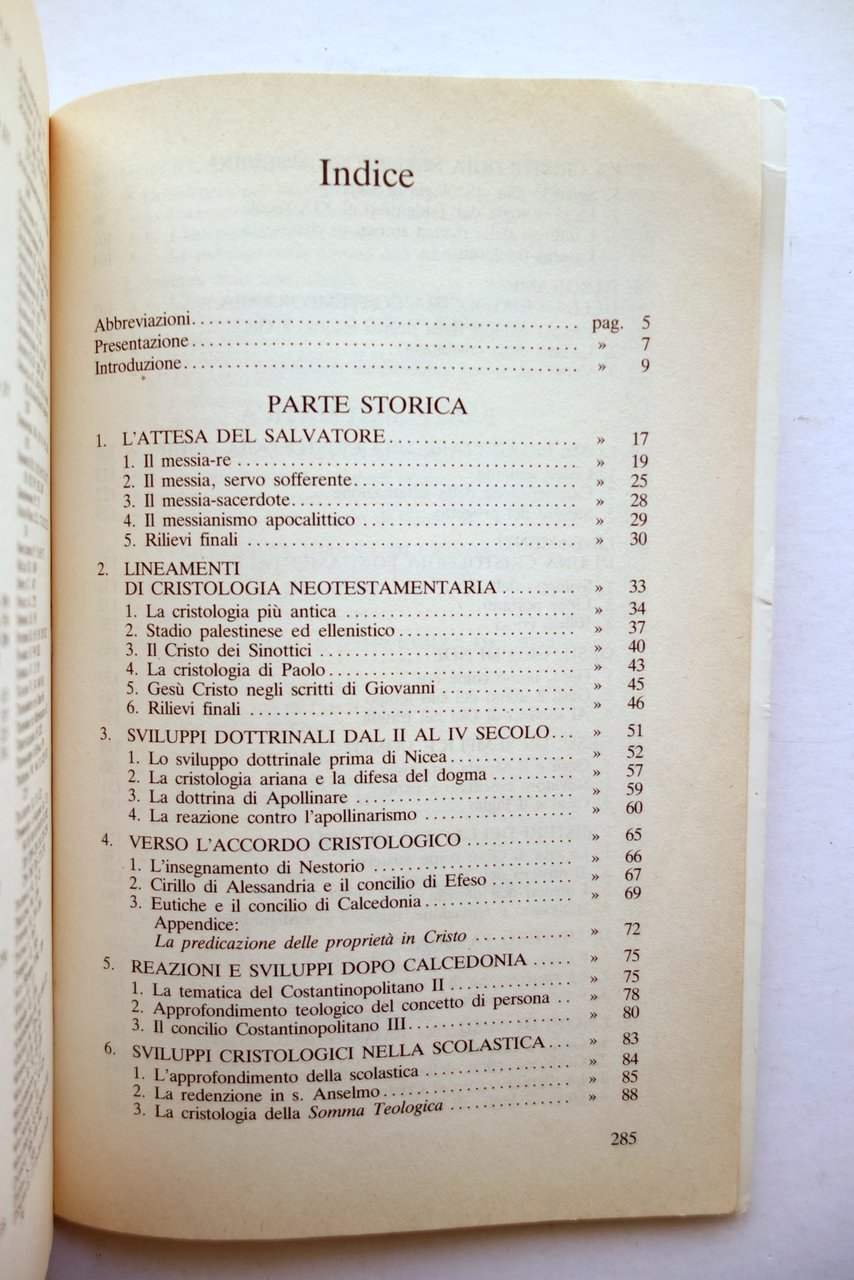 Indice
Abbreviazioni........................................ pag. 5
Presentazione........................................ » 7
Introduzione......................................... » 9
PARTE STORICA
1. L'ATTESA DEL SALVATORE..................... » 17
1. Il messia-re ..................................... » 19
2. Il messia, servo sofferente....................... » 25
3. Il messia-sacerdote............................... » 28
4. Il messianismo apocalittico ...................... » 29
5. Rilievi finali ................................... » 30
2. LINEAMENTI
DI CRISTOLOGIA NEOTESTAMENTARIA......... » 33
1. La cristologia più antica ........................ » 34
2. Stadio palestinese ed ellenistico................. » 37
3. Il Cristo dei Sinottici .......................... » 40
4. La cristologia di Paolo........................... » 43
5. Gesù Cristo negli scritti di Giovanni ............ » 45
6. Rilievi finali ................................... » 46
3. SVILUPPI DOTTRINALI DAL II AL IV SECOLO... » 51
1. Lo sviluppo dottrinale prima di Nicea............. » 52
2. La cristologia ariana e la difesa del dogma .......... » 57
3. La dottrina di Apollinare ........................ » 59
4. La reazione contro l'apollinarismo ............... » 60
4. VERSO L'ACCORDO CRISTOLOGICO ............ » 65
1. L'insegnamento di Nestorio ....................... » 66
2. Cirillo di Alessandria e il concilio di Efeso .......... » 67
3. Eutiche e il concilio di Calcedonia............... » 69
Appendice:
La predicazione delle proprietà in Cristo ........... » 72
5. REAZIONI E SVILUPPI DOPO CALCEDONIA ..... » 75
1. La tematica del Costantinopolitano II ............ » 75
2. Approfondimento teologico del concetto di persona .. » 78
3. Il concilio Costantinopolitano III................ » 80
6. SVILUPPI CRISTOLOGICI NELLA SCOLASTICA... » 83
1. L'approfondimento della scolastica ............... » 84
2. La redenzione in s. Anselmo....................... » 85
3. La cristologia della Somma Teologica ............. » 88
285